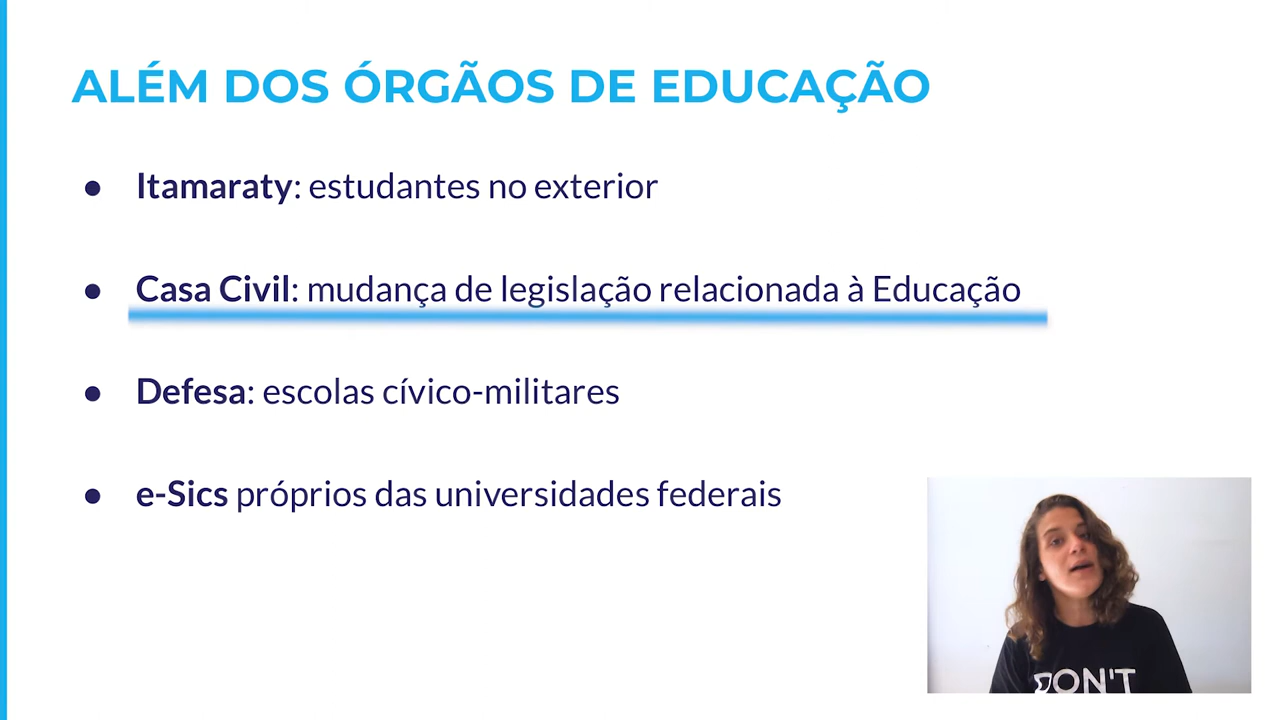 ALÉM DOS ÓRGÃOS DE EDUCAÇÃO
● Itamaraty: estudantes no exterior
● Casa Civil: mudança de legislação relacionada à Educação
● Defesa: escolas cívico-militares
● e-Sics próprios das universidades federais
DON'T